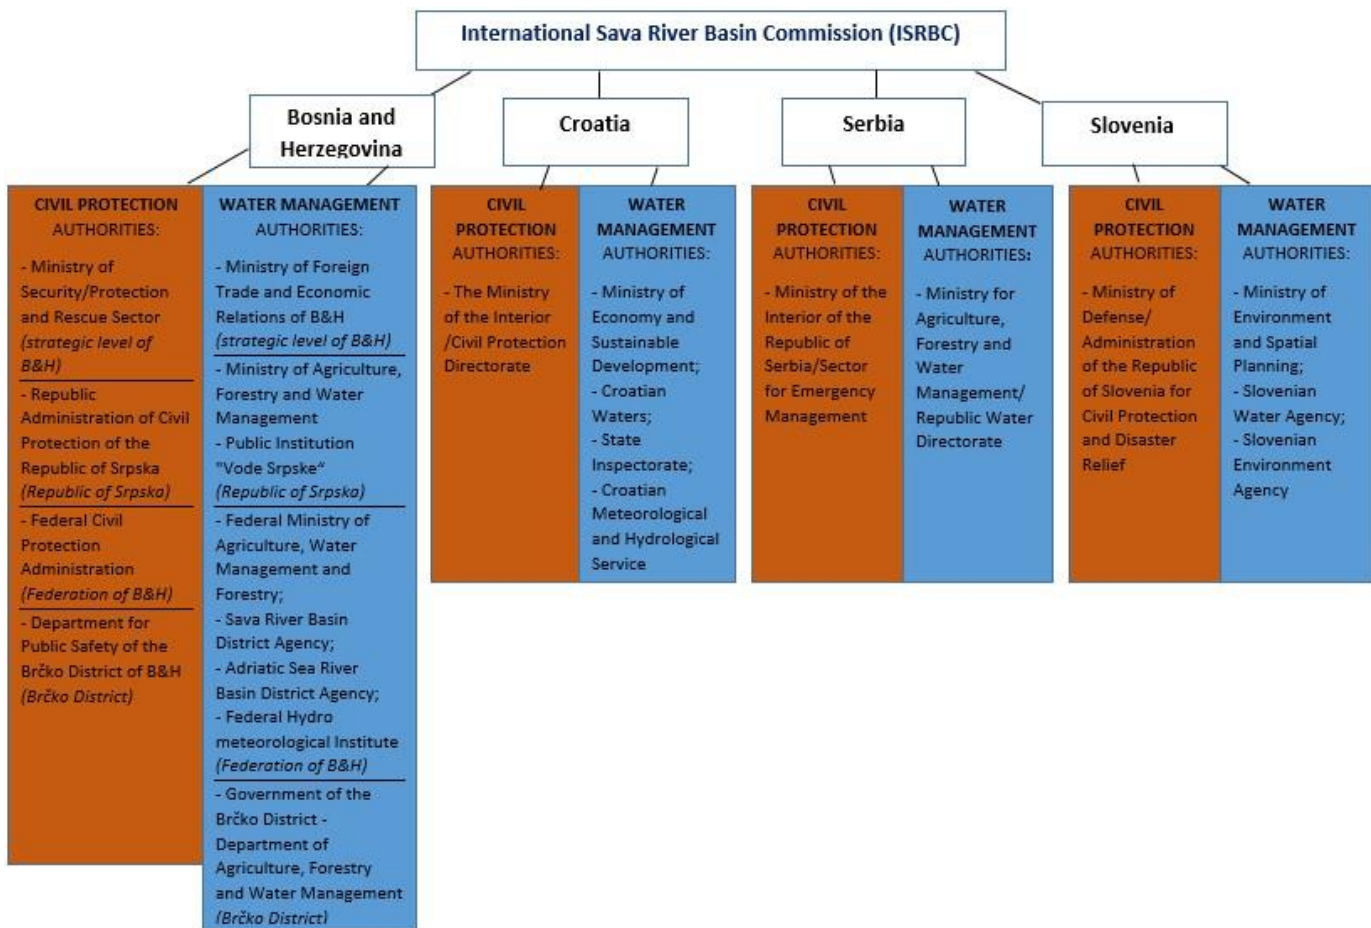 International Sava River Basin Commission (ISRBC)
Bosnia and
Herzegovina
Croatia
Serbia
Slovenia
CIVIL PROTECTION
AUTHORITIES:
- Ministry of
Security/Protection
and Rescue Sector
(strategic level of
B&H)
- Republic
Administration of Civil
Protection of the
Republic of Srpska
(Republic of Srpska)
- Federal Civil
Protection
Administration
(Federation of B&H)
- Department for
Public Safety of the
Brčko District of B&H
(Brčko District)
WATER MANAGEMENT
AUTHORITIES:
- Ministry of Foreign
Trade and Economic
Relations of B&H
(strategic level of B&H)
- Ministry of Agriculture,
Forestry and Water
Management
- Public Institution
"Vode Srpske“
(Republic of Srpska)
- Federal Ministry of
Agriculture, Water
Management and
Forestry;
- Sava River Basin
District Agency;
- Adriatic Sea River
Basin District Agency;
- Federal Hydro
meteorological Institute
(Federation of B&H)
- Government of the
Brčko District -
Department of
Agriculture, Forestry
and Water Management
(Brčko District)
CIVIL
PROTECTION
AUTHORITIES:
- The Ministry
of the Interior
/Civil Protection
Directorate
WATER
MANAGEMENT
AUTHORITIES:
- Ministry of
Economy and
Sustainable
Development;
- Croatian
Waters;
- State
Inspectorate;
- Croatian
Meteorological
and Hydrological
Service
CIVIL
PROTECTION
AUTHORITIES:
- Ministry of the
Interior of the
Republic of
Serbia/Sector
for Emergency
Management
WATER
MANAGEMENT
AUTHORITIES:
- Ministry for
Agriculture,
Forestry and
Water
Management/
Republic Water
Directorate
CIVIL
PROTECTION
AUTHORITIES:
- Ministry of
Defense/
Administration
of the Republic
of Slovenia for
Civil Protection
and Disaster
Relief
WATER
MANAGEMENT
AUTHORITIES:
- Ministry of
Environment
and Spatial
Planning;
- Slovenian
Water Agency;
- Slovenian
Environment
Agency